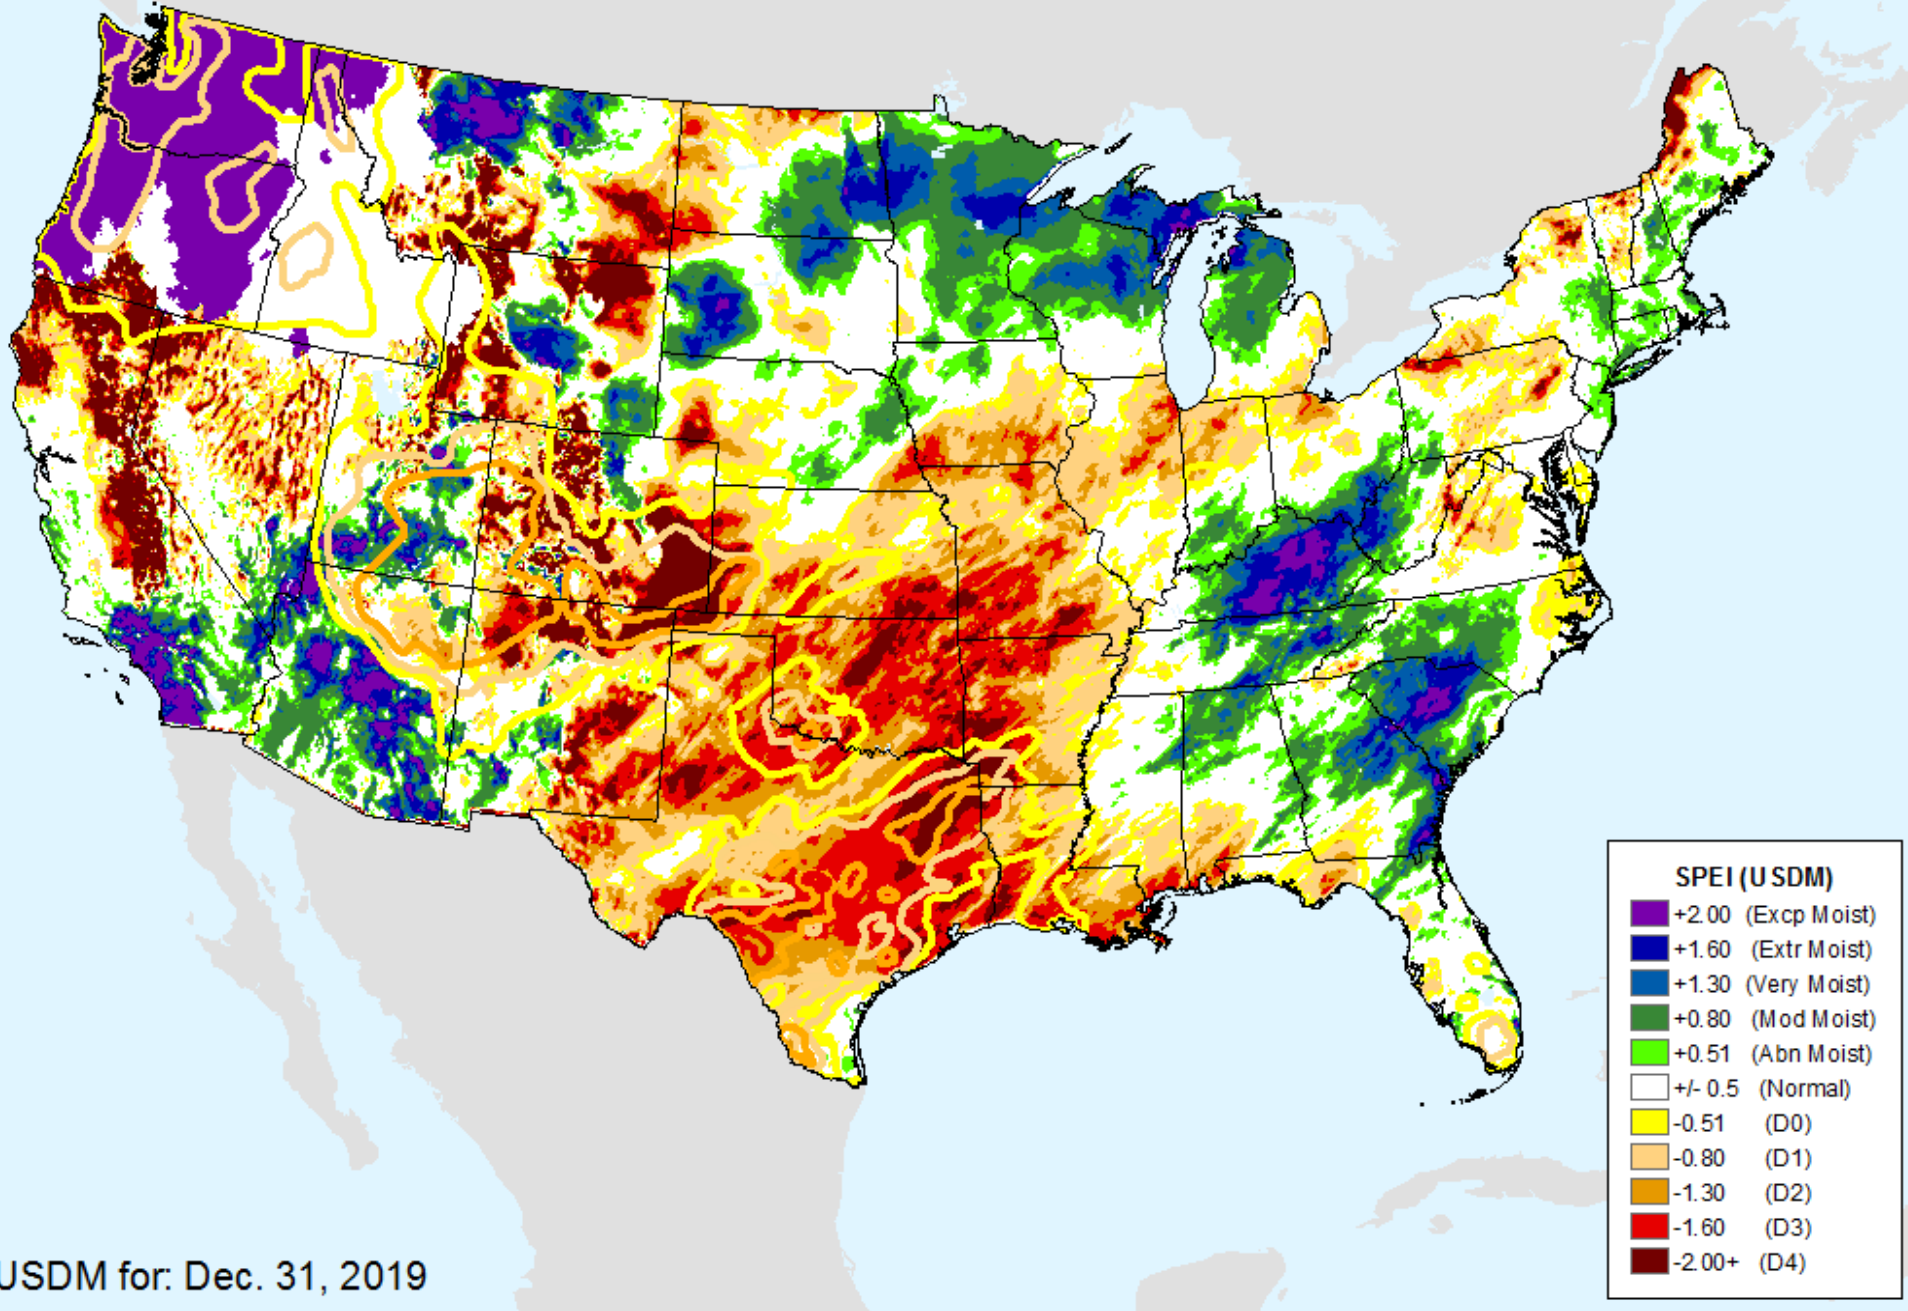 SPEI (USDM)
+2.00 (Excp Moist)
+1.60 (Extr Moist)
+1.30 (Very Moist)
+0.80 (Mod Moist)
+0.51 (Abn Moist)
+/- 0.5 (Normal)
-0.51 (D0)
-0.80 (D1)
-1.30 (D2)
-1.60 (D3)
-2.00+ (D4)
USDM for: Dec. 31, 2019